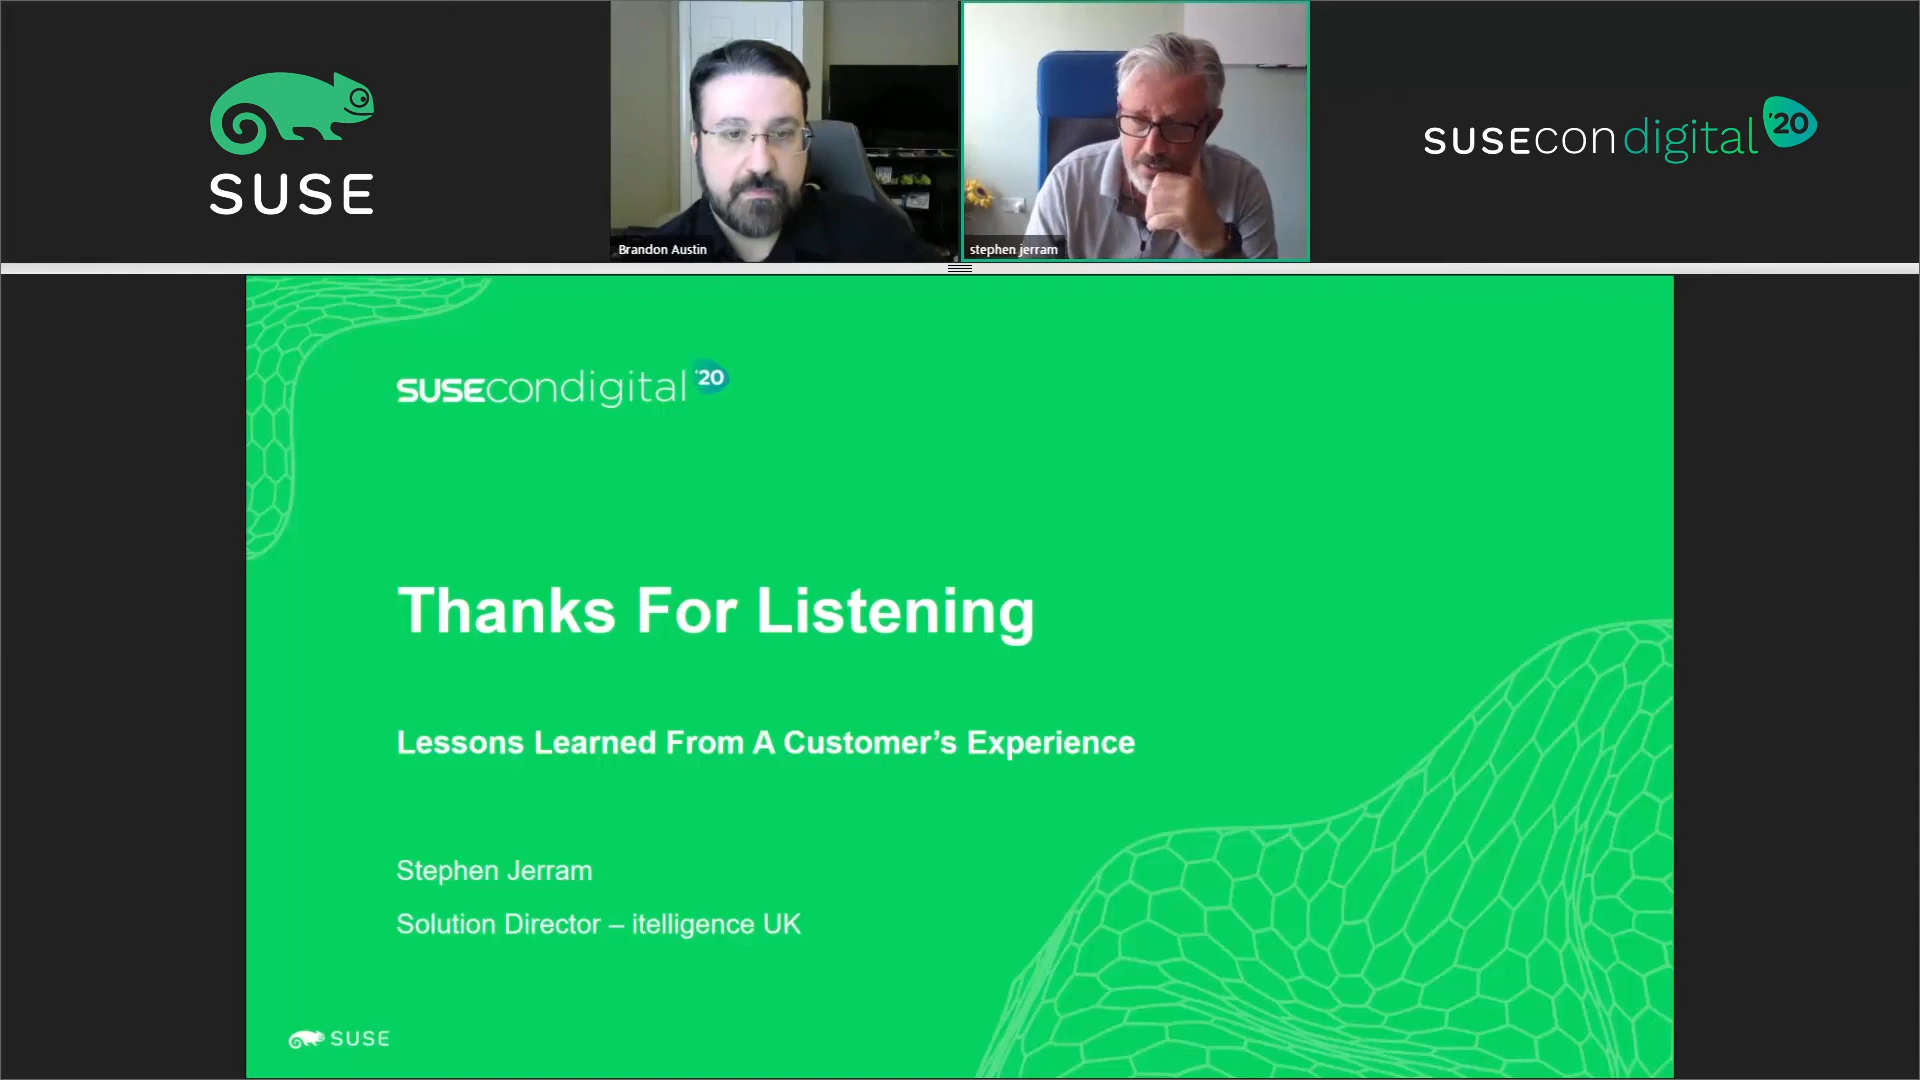 SUSE
Brandon Austin
stephen jerram
SUSEcon digital '20
SUSEcondigital '20
Thanks For Listening
Lessons Learned From A Customer’s Experience
Stephen Jerram
Solution Director – itelligence UK
SUSE